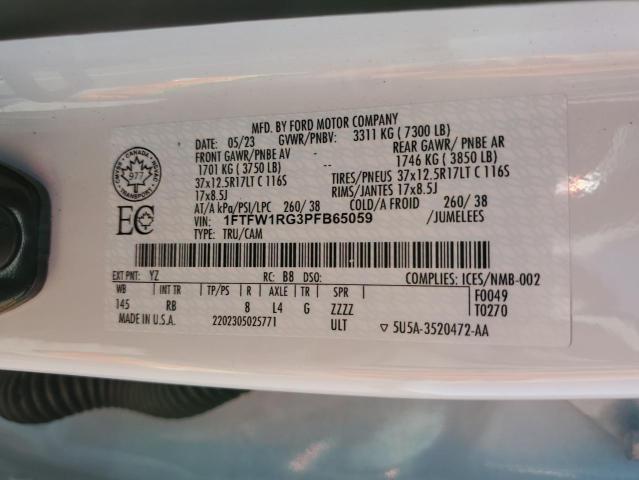 MFD. BY FORD MOTOR COMPANY
DATE: 05/23 GVWR/PNBV: 3311 KG ( 7300 LB)
FRONT GAWR/PNBE AV REAR GAWR/ PNBE AR
1701 KG ( 3750 LB) 1746 KG ( 3850 LB)
37x12.5R17LT C 116S TIRES/PNEUS 37x12.5R17LT C 116S
17x8.5J RIMS/JANTES 17x8.5J
AT/A kPa/PSI/LPC 260/ 38 COLD/A FROID 260/ 38
VIN: 1FTFW1RG3PFB65059 /JUMELEES
TYPE: TRU/CAM
CANADA
977
TRANSPORT
EC
EXT PNT: YZ RC: B8 DSO: COMPLIES: ICES/NMB-002
WB INT TR TP/PS R AXLE TR SPR F0049
145 RB 8 L4 G ZZZZ T0270
MADE IN U.S.A. 2202305025771 ULT ▽ 5U5A-3520472-AA